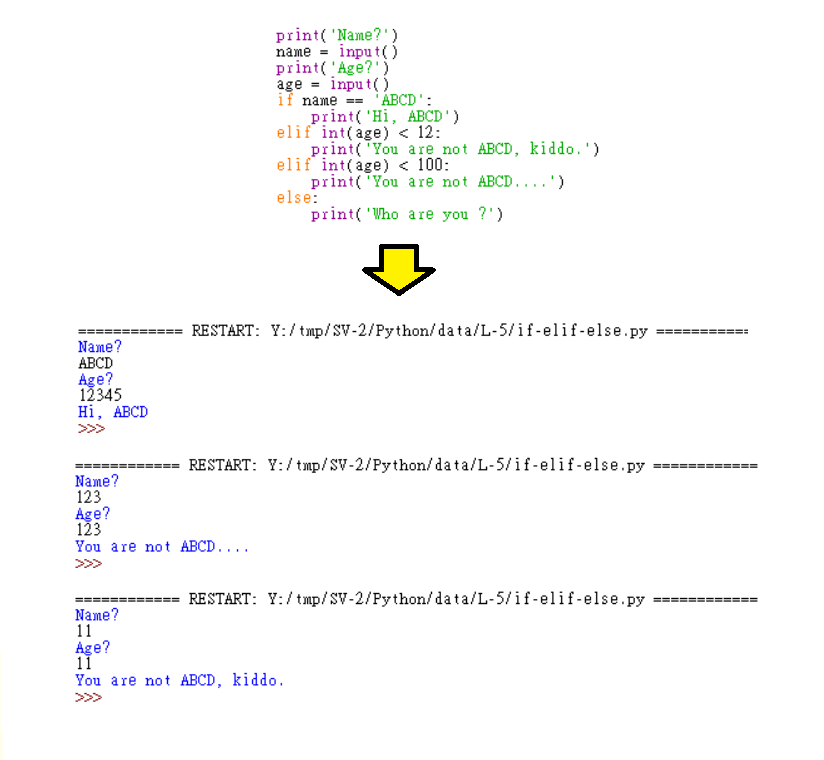 print('Name?')
name = input()
print('Age?')
age = input()
if name == 'ABCD':
    print('Hi, ABCD')
elif int(age) < 12:
    print('You are not ABCD, kiddo.')
elif int(age) < 100:
    print('You are not ABCD....')
else:
    print('Who are you ?')
============ RESTART: Y:/tmp/SV-2/Python/data/L-5/if-elif-else.py ===========
Name?
ABCD
Age?
12345
Hi, ABCD
>>>
============ RESTART: Y:/tmp/SV-2/Python/data/L-5/if-elif-else.py ============
Name?
123
Age?
123
You are not ABCD....
>>>
============ RESTART: Y:/tmp/SV-2/Python/data/L-5/if-elif-else.py ============
Name?
11
Age?
11
You are not ABCD, kiddo.
>>>